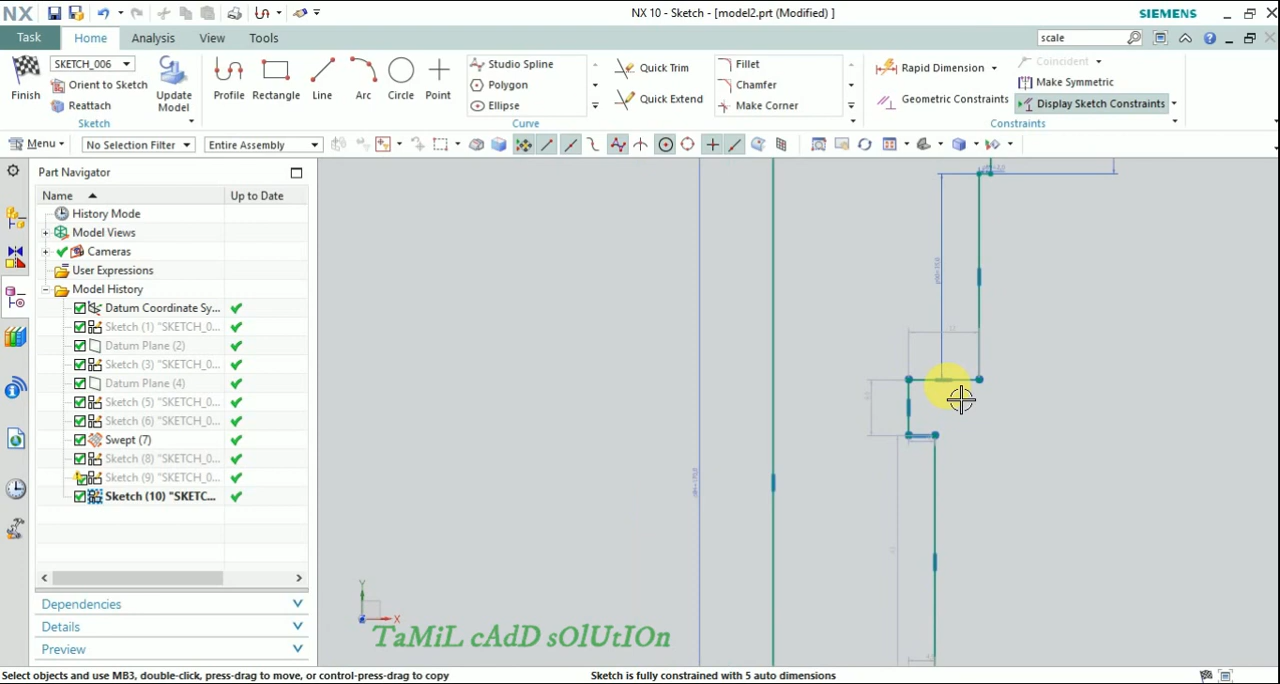 NX
NX 10 - Sketch - [model2.prt (Modified) ]
SIEMENS
Task
Home
Analysis
View
Tools
scale
SKETCH_006
Orient to Sketch
Reattach
Finish
Update
Model
Sketch
Profile
Rectangle
Line
Arc
Circle
Point
Studio Spline
Polygon
Ellipse
Quick Trim
Quick Extend
Fillet
Chamfer
Make Corner
Curve
Rapid Dimension
Geometric Constraints
Coincident
Make Symmetric
Display Sketch Constraints
Constraints
Menu
No Selection Filter
Entire Assembly
Part Navigator
Name
Up to Date
History Mode
Model Views
Cameras
User Expressions
Model History
Datum Coordinate Sy...
Sketch (1) "SKETCH_0...
Datum Plane (2)
Sketch (3) "SKETCH_0...
Datum Plane (4)
Sketch (5) "SKETCH_0...
Sketch (6) "SKETCH_0...
Swept (7)
Sketch (8) "SKETCH_0...
Sketch (9) "SKETCH_0...
Sketch (10) "SKETC...
Dependencies
Details
Preview
Y
X
TaMiL cAdD sOlUtIOn
Select objects and use MB3, double-click, press-drag to move, or control-press-drag to copy
Sketch is fully constrained with 5 auto dimensions